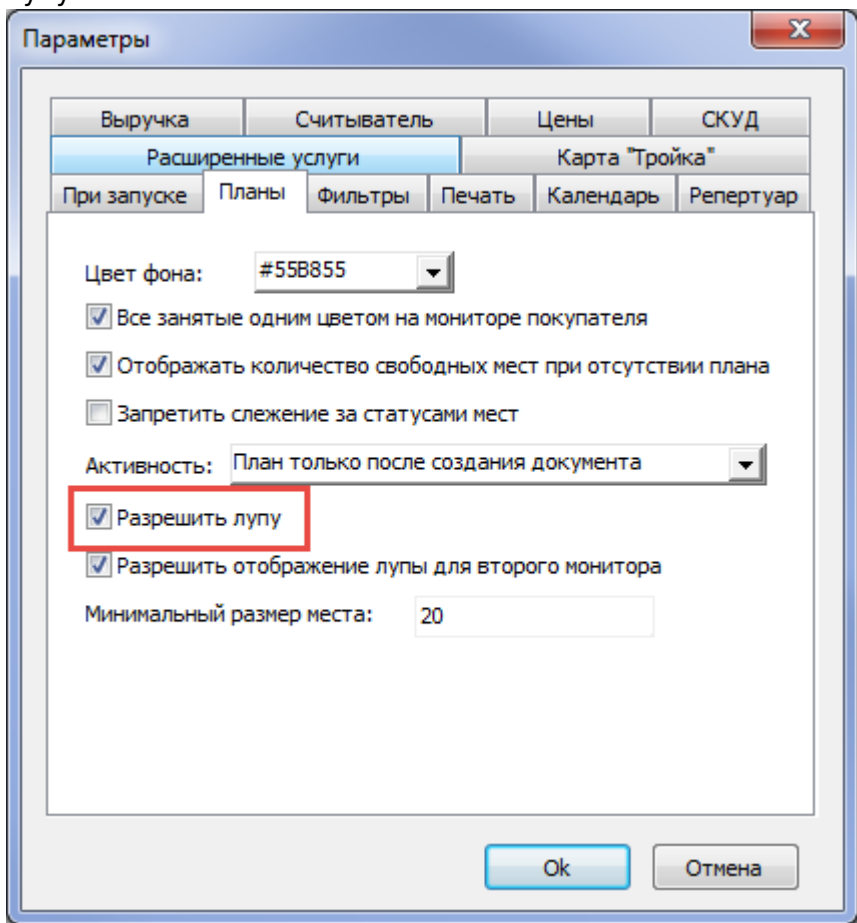 Параметры
Выручка Считыватель Цены СКУД
Расширенные услуги Карта "Тройка"
При запуске Планы Фильтры Печать Календарь Репертуар
Цвет фона: #55B855
Все занятые одним цветом на мониторе покупателя
Отображать количество свободных мест при отсутствии плана
Запретить слежение за статусами мест
Активность: План только после создания документа
Разрешить лупу
Разрешить отображение лупы для второго монитора
Минимальный размер места: 20
Ok Отмена